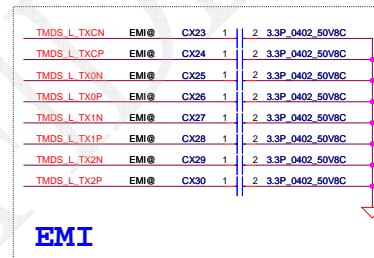 TMDS_L_TXCN EMI@ CX23 1 2 3.3P_0402_50V8C
TMDS_L_TXCP EMI@ CX24 1 2 3.3P_0402_50V8C
TMDS_L_TX0N EMI@ CX25 1 2 3.3P_0402_50V8C
TMDS_L_TX0P EMI@ CX26 1 2 3.3P_0402_50V8C
TMDS_L_TX1N EMI@ CX27 1 2 3.3P_0402_50V8C
TMDS_L_TX1P EMI@ CX28 1 2 3.3P_0402_50V8C
TMDS_L_TX2N EMI@ CX29 1 2 3.3P_0402_50V8C
TMDS_L_TX2P EMI@ CX30 1 2 3.3P_0402_50V8C
EMI